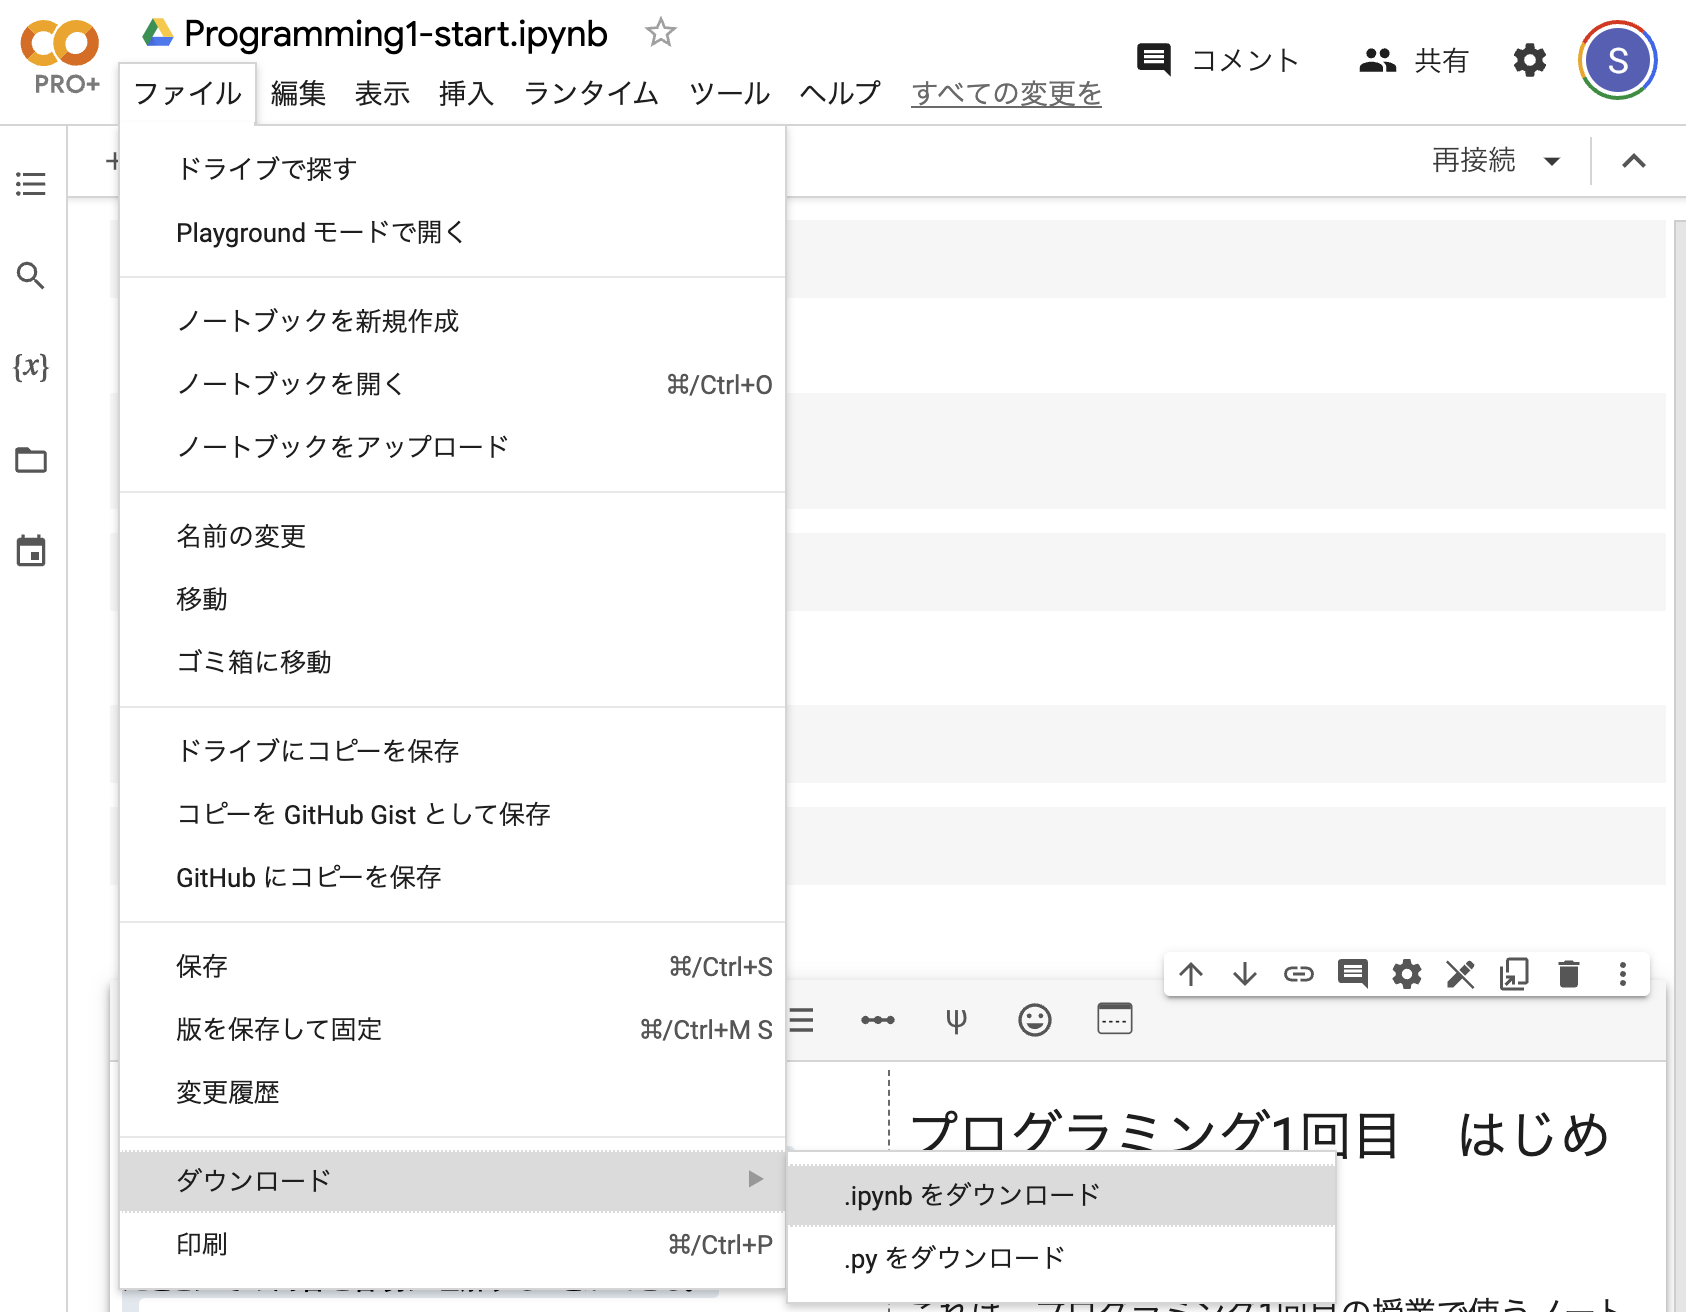 Programming1-start.ipynb
PRO+
ファイル 編集 表示 挿入 ランタイム ツール ヘルプ すべての変更を
コメント 共有 S
+ 再接続
{x}
ドライブで探す
Playground モードで開く
ノートブックを新規作成
ノートブックを開く ⌘/Ctrl+O
ノートブックをアップロード
名前の変更
移動
ゴミ箱に移動
ドライブにコピーを保存
コピーを GitHub Gist として保存
GitHub にコピーを保存
保存 ⌘/Ctrl+S
版を保存して固定 ⌘/Ctrl+M S
変更履歴
ダウンロード
印刷 ⌘/Ctrl+P
.ipynb をダウンロード
.py をダウンロード
プログラミング1回目　はじめ
これは、プログラミング1回目の授業で使うノート